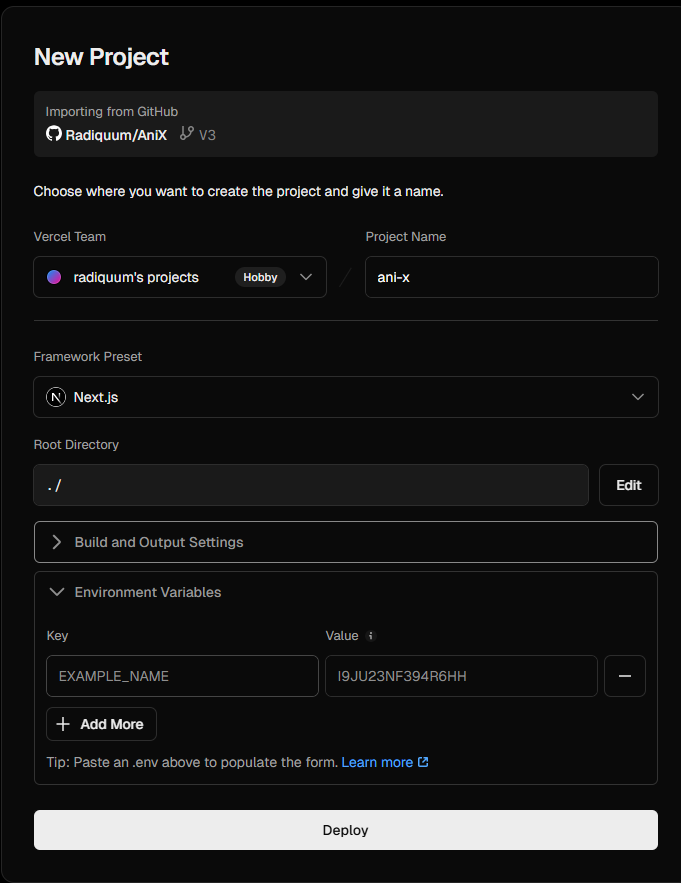 New Project
Importing from GitHub
Radiquum/AniX V3
Choose where you want to create the project and give it a name.
Vercel Team
Project Name
radiquum's projects Hobby
ani-x
Framework Preset
Next.js
Root Directory
./
Edit
Build and Output Settings
Environment Variables
Key
Value
EXAMPLE_NAME
I9JU23NF394R6HH
Add More
Tip: Paste an .env above to populate the form. Learn more
Deploy